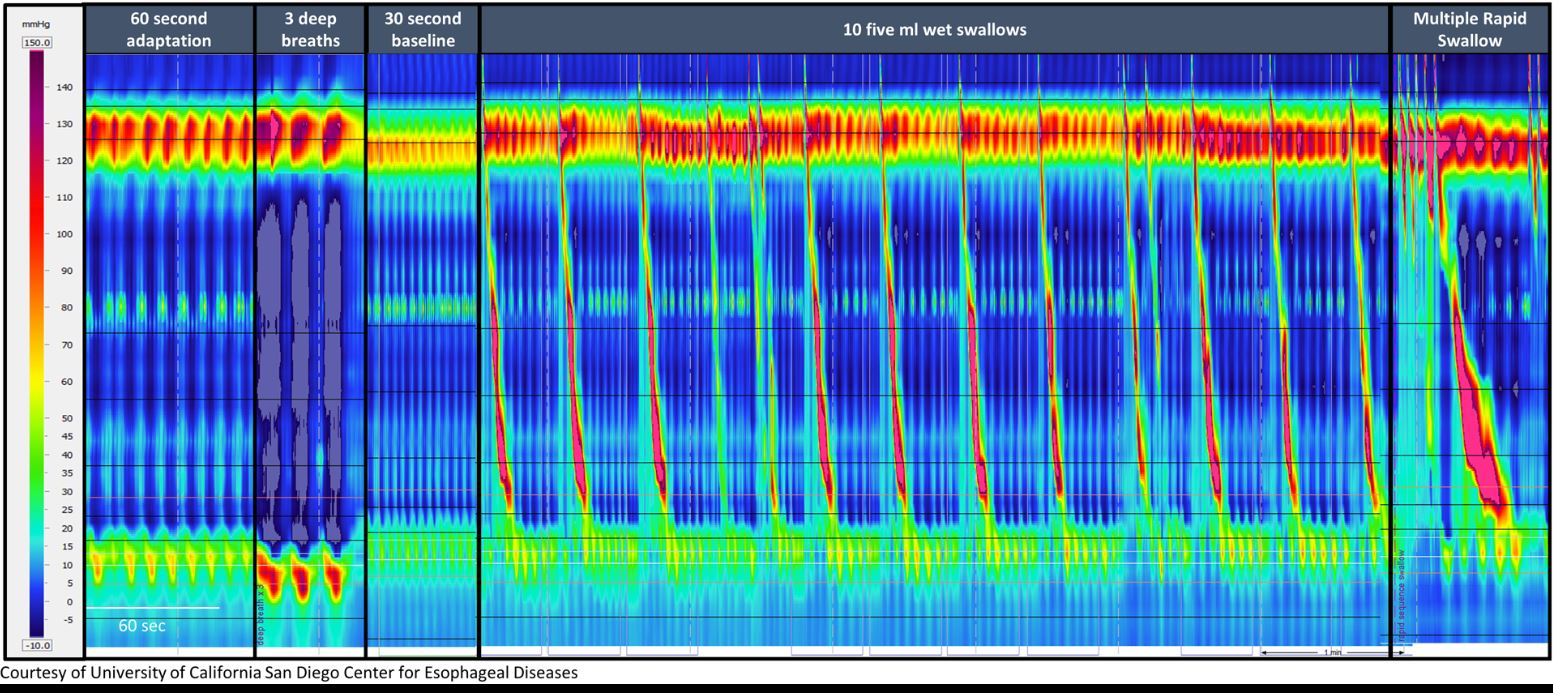 60 second
adaptation
3 deep
breaths
30 second
baseline
10 five ml wet swallows
Multiple Rapid
Swallow
mmHg
150.0
140
130
120
110
100
90
80
70
60
50
45
40
35
30
25
20
15
10
5
0
-5
-10.0
60 sec
deep breath x 3
1 min
rapid sequence swallow
Courtesy of University of California San Diego Center for Esophageal Diseases